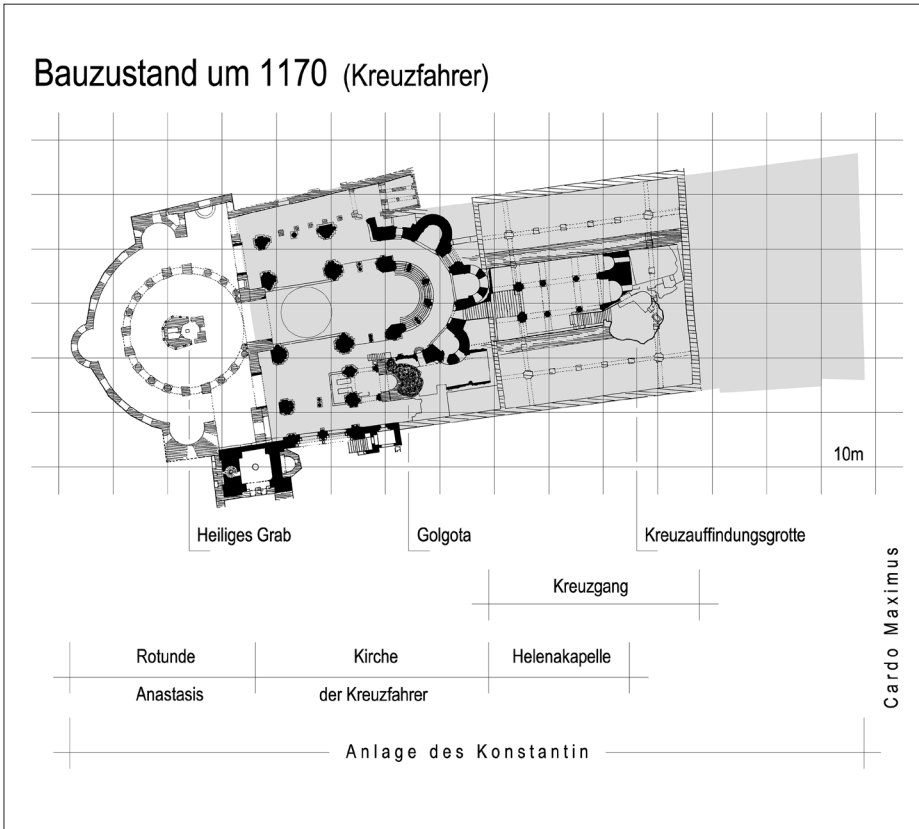 Bauzustand um 1170 (Kreuzfahrer)
10m
Heiliges Grab
Golgota
Kreuzauffindungsgrotte
Kreuzgang
Cardo Maximus
Rotunde
Kirche
Helenakapelle
Anastasis
der Kreuzfahrer
Anlage des Konstantin